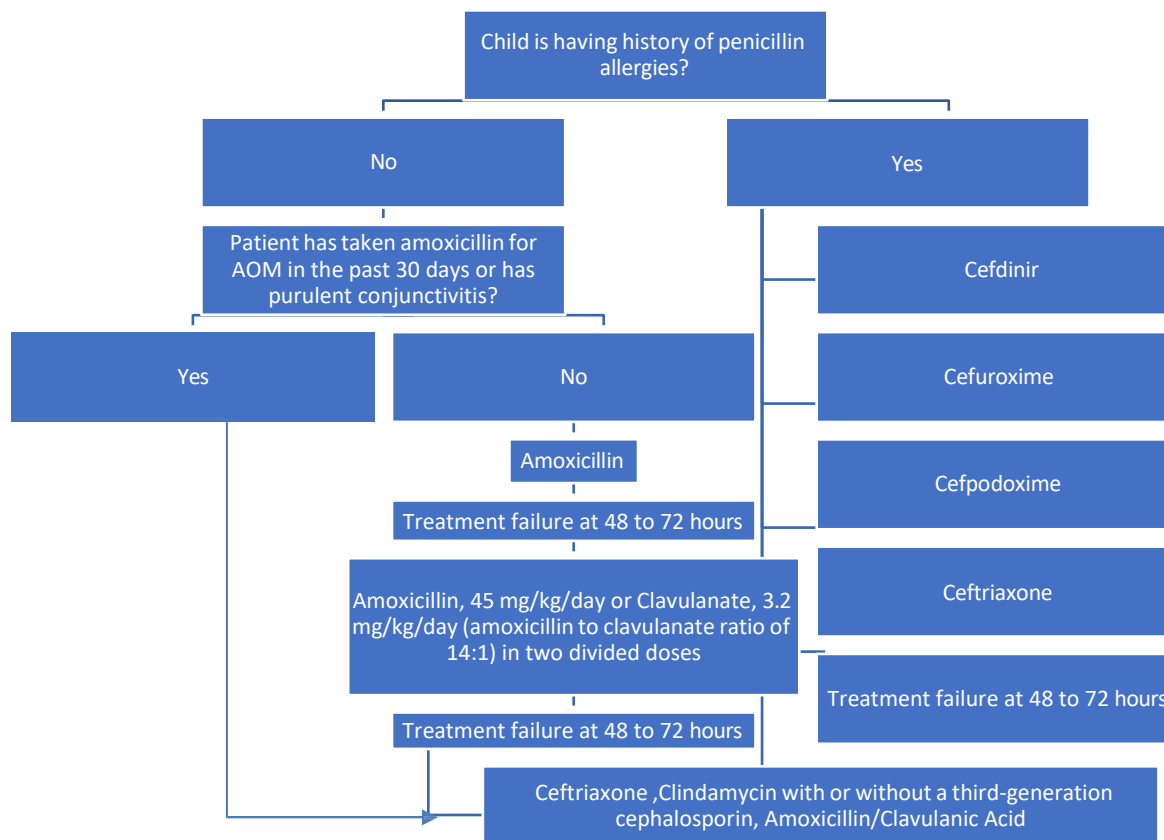 Child is having history of penicillin
allergies?
No
Yes
Patient has taken amoxicillin for
AOM in the past 30 days or has
purulent conjunctivitis?
Cefdinir
Yes
No
Cefuroxime
Amoxicillin
Cefpodoxime
Treatment failure at 48 to 72 hours
Amoxicillin, 45 mg/kg/day or Clavulanate, 3.2
mg/kg/day (amoxicillin to clavulanate ratio of
14:1) in two divided doses
Ceftriaxone
Treatment failure at 48 to 72 hours
Treatment failure at 48 to 72 hours
Ceftriaxone ,Clindamycin with or without a third-generation
cephalosporin, Amoxicillin/Clavulanic Acid